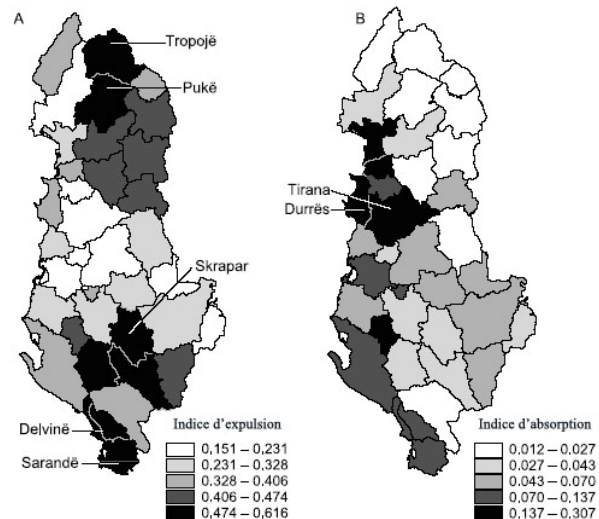 A
Tropojë
Pukë
Skrapar
Delvinë
Sarandë
Indice d'expulsion
0,151 – 0,231
0,231 – 0,328
0,328 – 0,406
0,406 – 0,474
0,474 – 0,616
B
Tirana
Durrës
Indice d'absorption
0.012 – 0.027
0.027 – 0.043
0.043 – 0.070
0.070 – 0.137
0.137 – 0.307